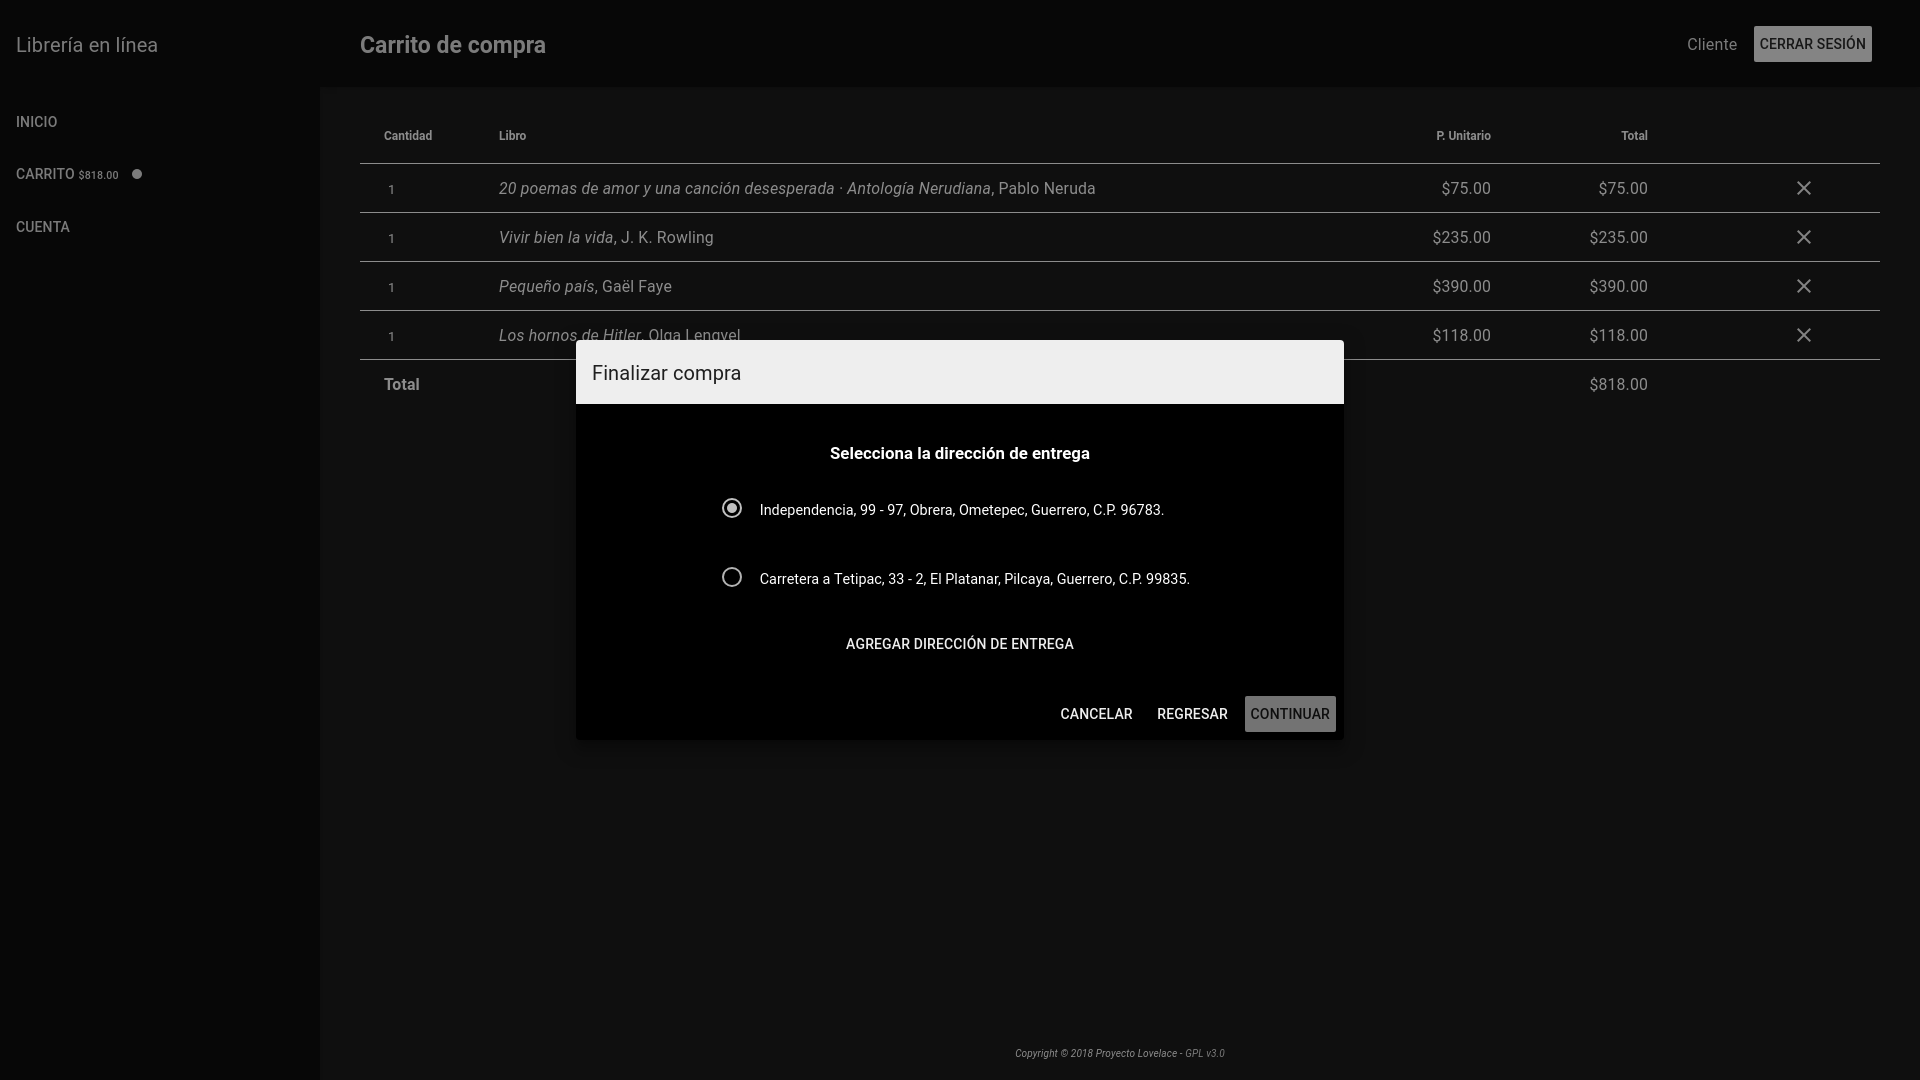 Librería en línea
Carrito de compra
Cliente
CERRAR SESIÓN
INICIO
CARRITO $818.00
CUENTA
Cantidad Libro P. Unitario Total
1 20 poemas de amor y una canción desesperada · Antología Nerudiana, Pablo Neruda $75.00 $75.00
1 Vivir bien la vida, J. K. Rowling $235.00 $235.00
1 Pequeño país, Gaël Faye $390.00 $390.00
1 Los hornos de Hitler, Olga Lengyel $118.00 $118.00
Total $818.00
Finalizar compra
Selecciona la dirección de entrega
Independencia, 99 - 97, Obrera, Ometepec, Guerrero, C.P. 96783.
Carretera a Tetipac, 33 - 2, El Platanar, Pilcaya, Guerrero, C.P. 99835.
AGREGAR DIRECCIÓN DE ENTREGA
CANCELAR REGRESAR CONTINUAR
Copyright © 2018 Proyecto Lovelace - GPL v3.0